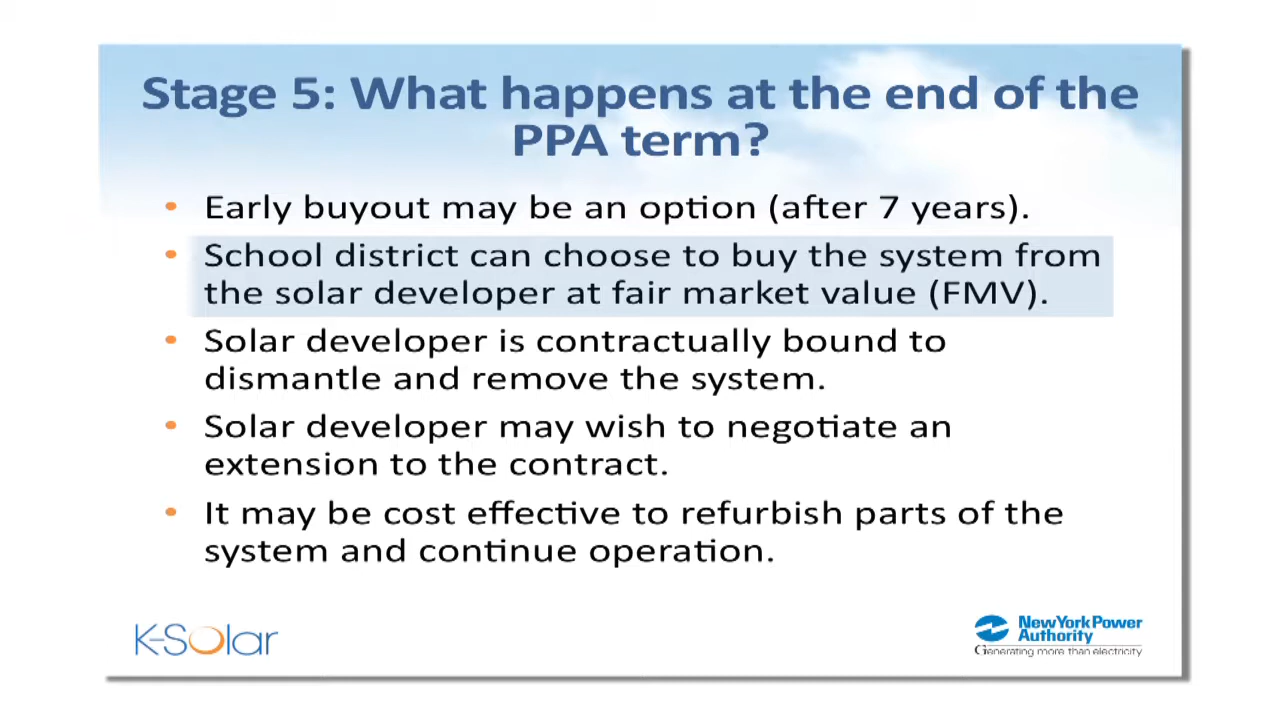 Stage 5: What happens at the end of the
PPA term?
• Early buyout may be an option (after 7 years).
• School district can choose to buy the system from
the solar developer at fair market value (FMV).
• Solar developer is contractually bound to
dismantle and remove the system.
• Solar developer may wish to negotiate an
extension to the contract.
• It may be cost effective to refurbish parts of the
system and continue operation.
K-Solar
NewYorkPower
Authority
Generating more than electricity